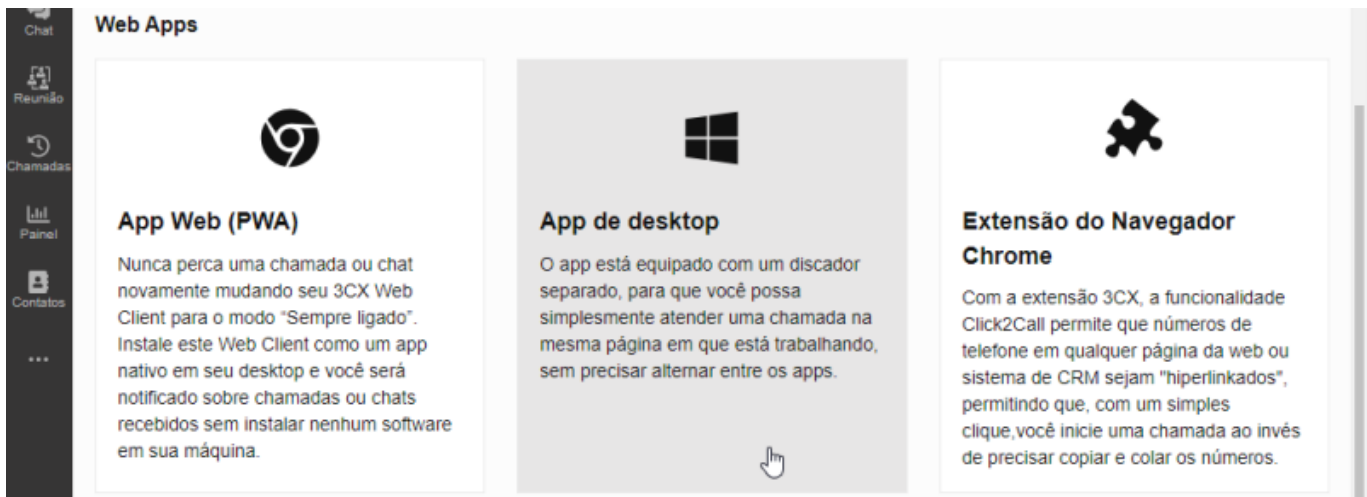 Chat
Reunião
Chamadas
Painel
Contatos
Web Apps
App Web (PWA)
Nunca perca uma chamada ou chat
novamente mudando seu 3CX Web
Client para o modo “Sempre ligado”.
Instale este Web Client como um app
nativo em seu desktop e você será
notificado sobre chamadas ou chats
recebidos sem instalar nenhum software
em sua máquina.
App de desktop
O app está equipado com um discador
separado, para que você possa
simplesmente atender uma chamada na
mesma página em que está trabalhando,
sem precisar alternar entre os apps.
Extensão do Navegador
Chrome
Com a extensão 3CX, a funcionalidade
Click2Call permite que números de
telefone em qualquer página da web ou
sistema de CRM sejam "hiperlinkados",
permitindo que, com um simples
clique,você inicie uma chamada ao invés
de precisar copiar e colar os números.